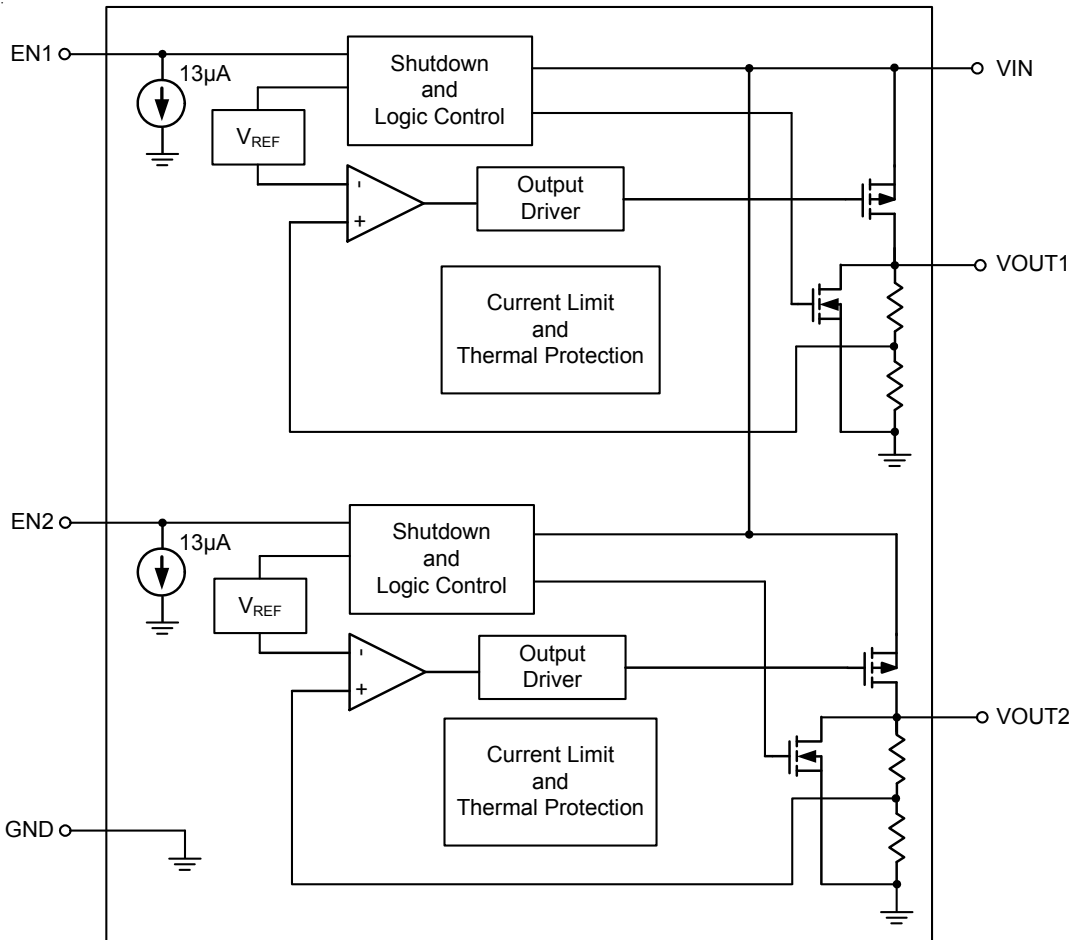 EN1
13µA
Shutdown
and
Logic Control
VIN
VREF
-
+
Output
Driver
VOUT1
Current Limit
and
Thermal Protection
EN2
13µA
Shutdown
and
Logic Control
VREF
-
+
Output
Driver
VOUT2
Current Limit
and
Thermal Protection
GND